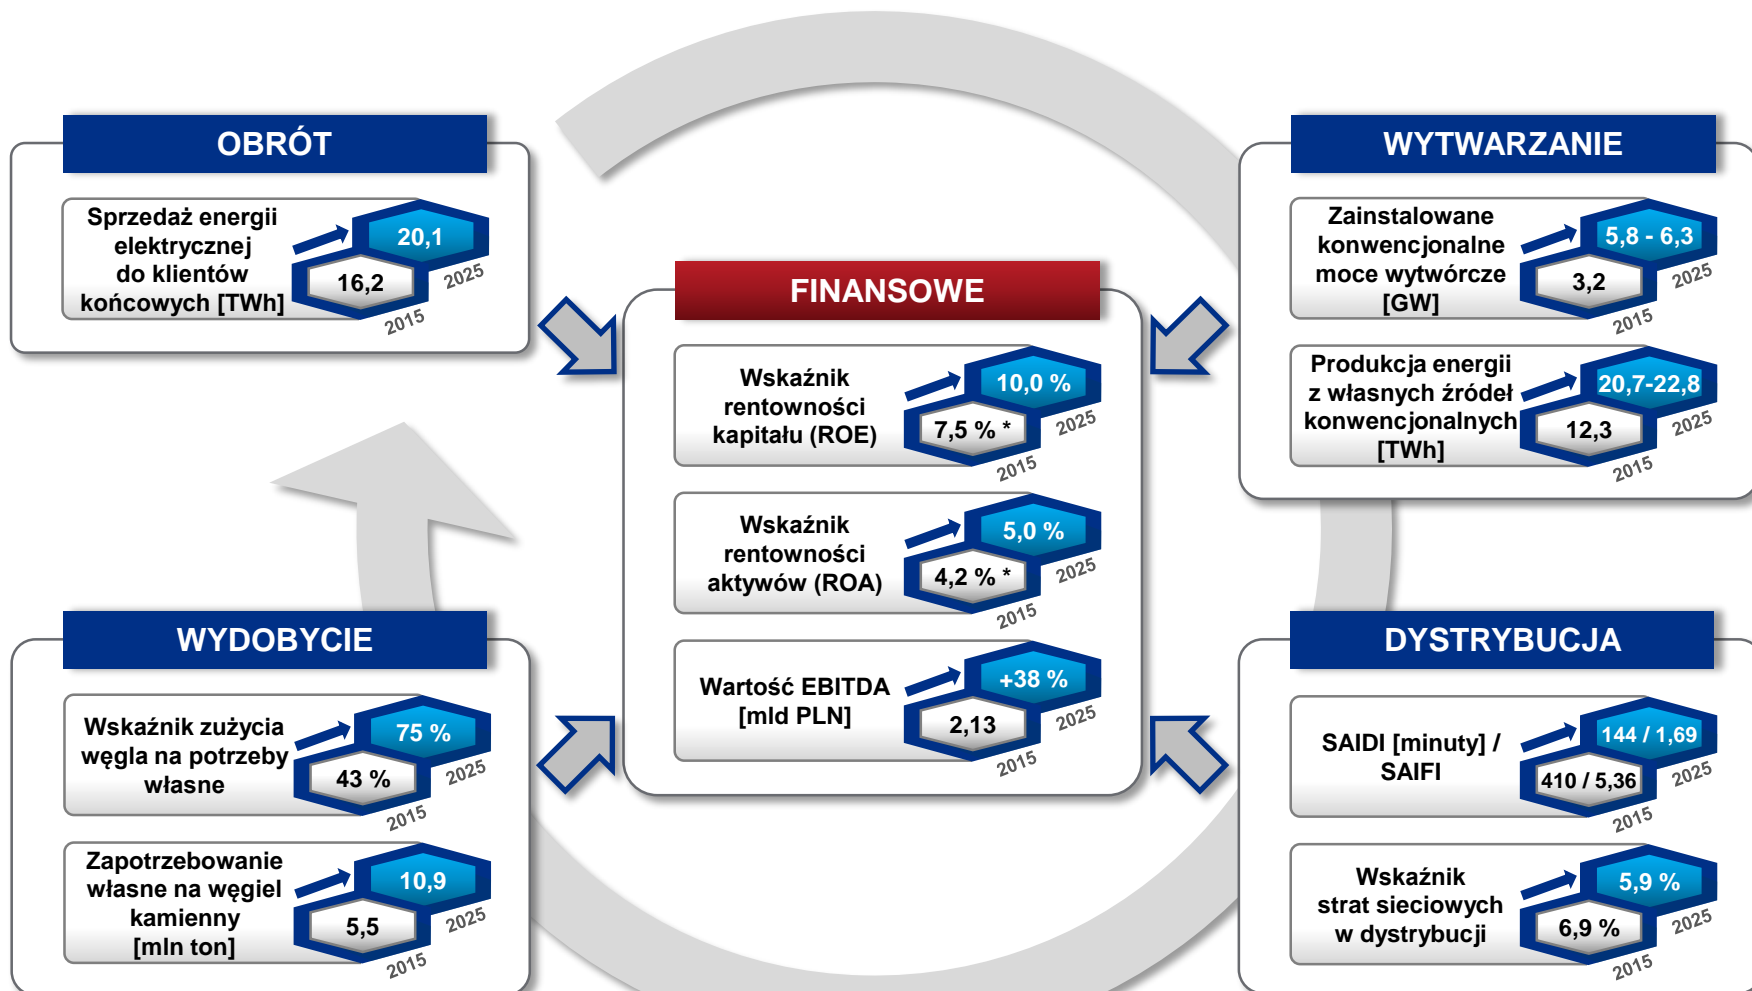 OBRÓT
Sprzedaż energii
elektrycznej
do klientów
końcowych [TWh]
20,1
2025
16,2
2015
WYTWARZANIE
Zainstalowane
konwencjonalne
moce wytwórcze
[GW]
5,8 - 6,3
2025
3,2
2015
Produkcja energii
z własnych źródeł
konwencjonalnych
[TWh]
20,7-22,8
2025
12,3
2015
FINANSOWE
Wskaźnik
rentowności
kapitału (ROE)
10,0 %
2025
7,5 % *
2015
Wskaźnik
rentowności
aktywów (ROA)
5,0 %
2025
4,2 % *
2015
Wartość EBITDA
[mld PLN]
+38 %
2025
2,13
2015
WYDOBYCIE
Wskaźnik zużycia
węgla na potrzeby
własne
75 %
2025
43 %
2015
Zapotrzebowanie
własne na węgiel
kamienny
[mln ton]
10,9
2025
5,5
2015
DYSTRYBUCJA
SAIDI [minuty] /
SAIFI
144 / 1,69
2025
410 / 5,36
2015
Wskaźnik
strat sieciowych
w dystrybucji
5,9 %
2025
6,9 %
2015